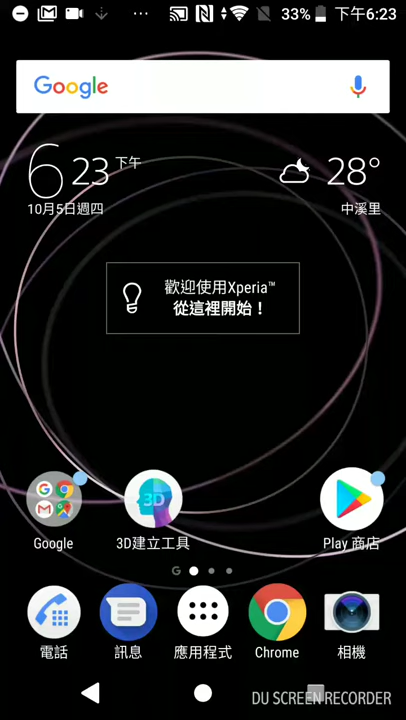 33% 下午6:23
Google
6 23 下午
28°
10月5日週四
中溪里
歡迎使用Xperia™
從這裡開始！
3D
Google
3D建立工具
Play 商店
G
電話
訊息
應用程式
Chrome
相機
DU SCREEN RECORDER